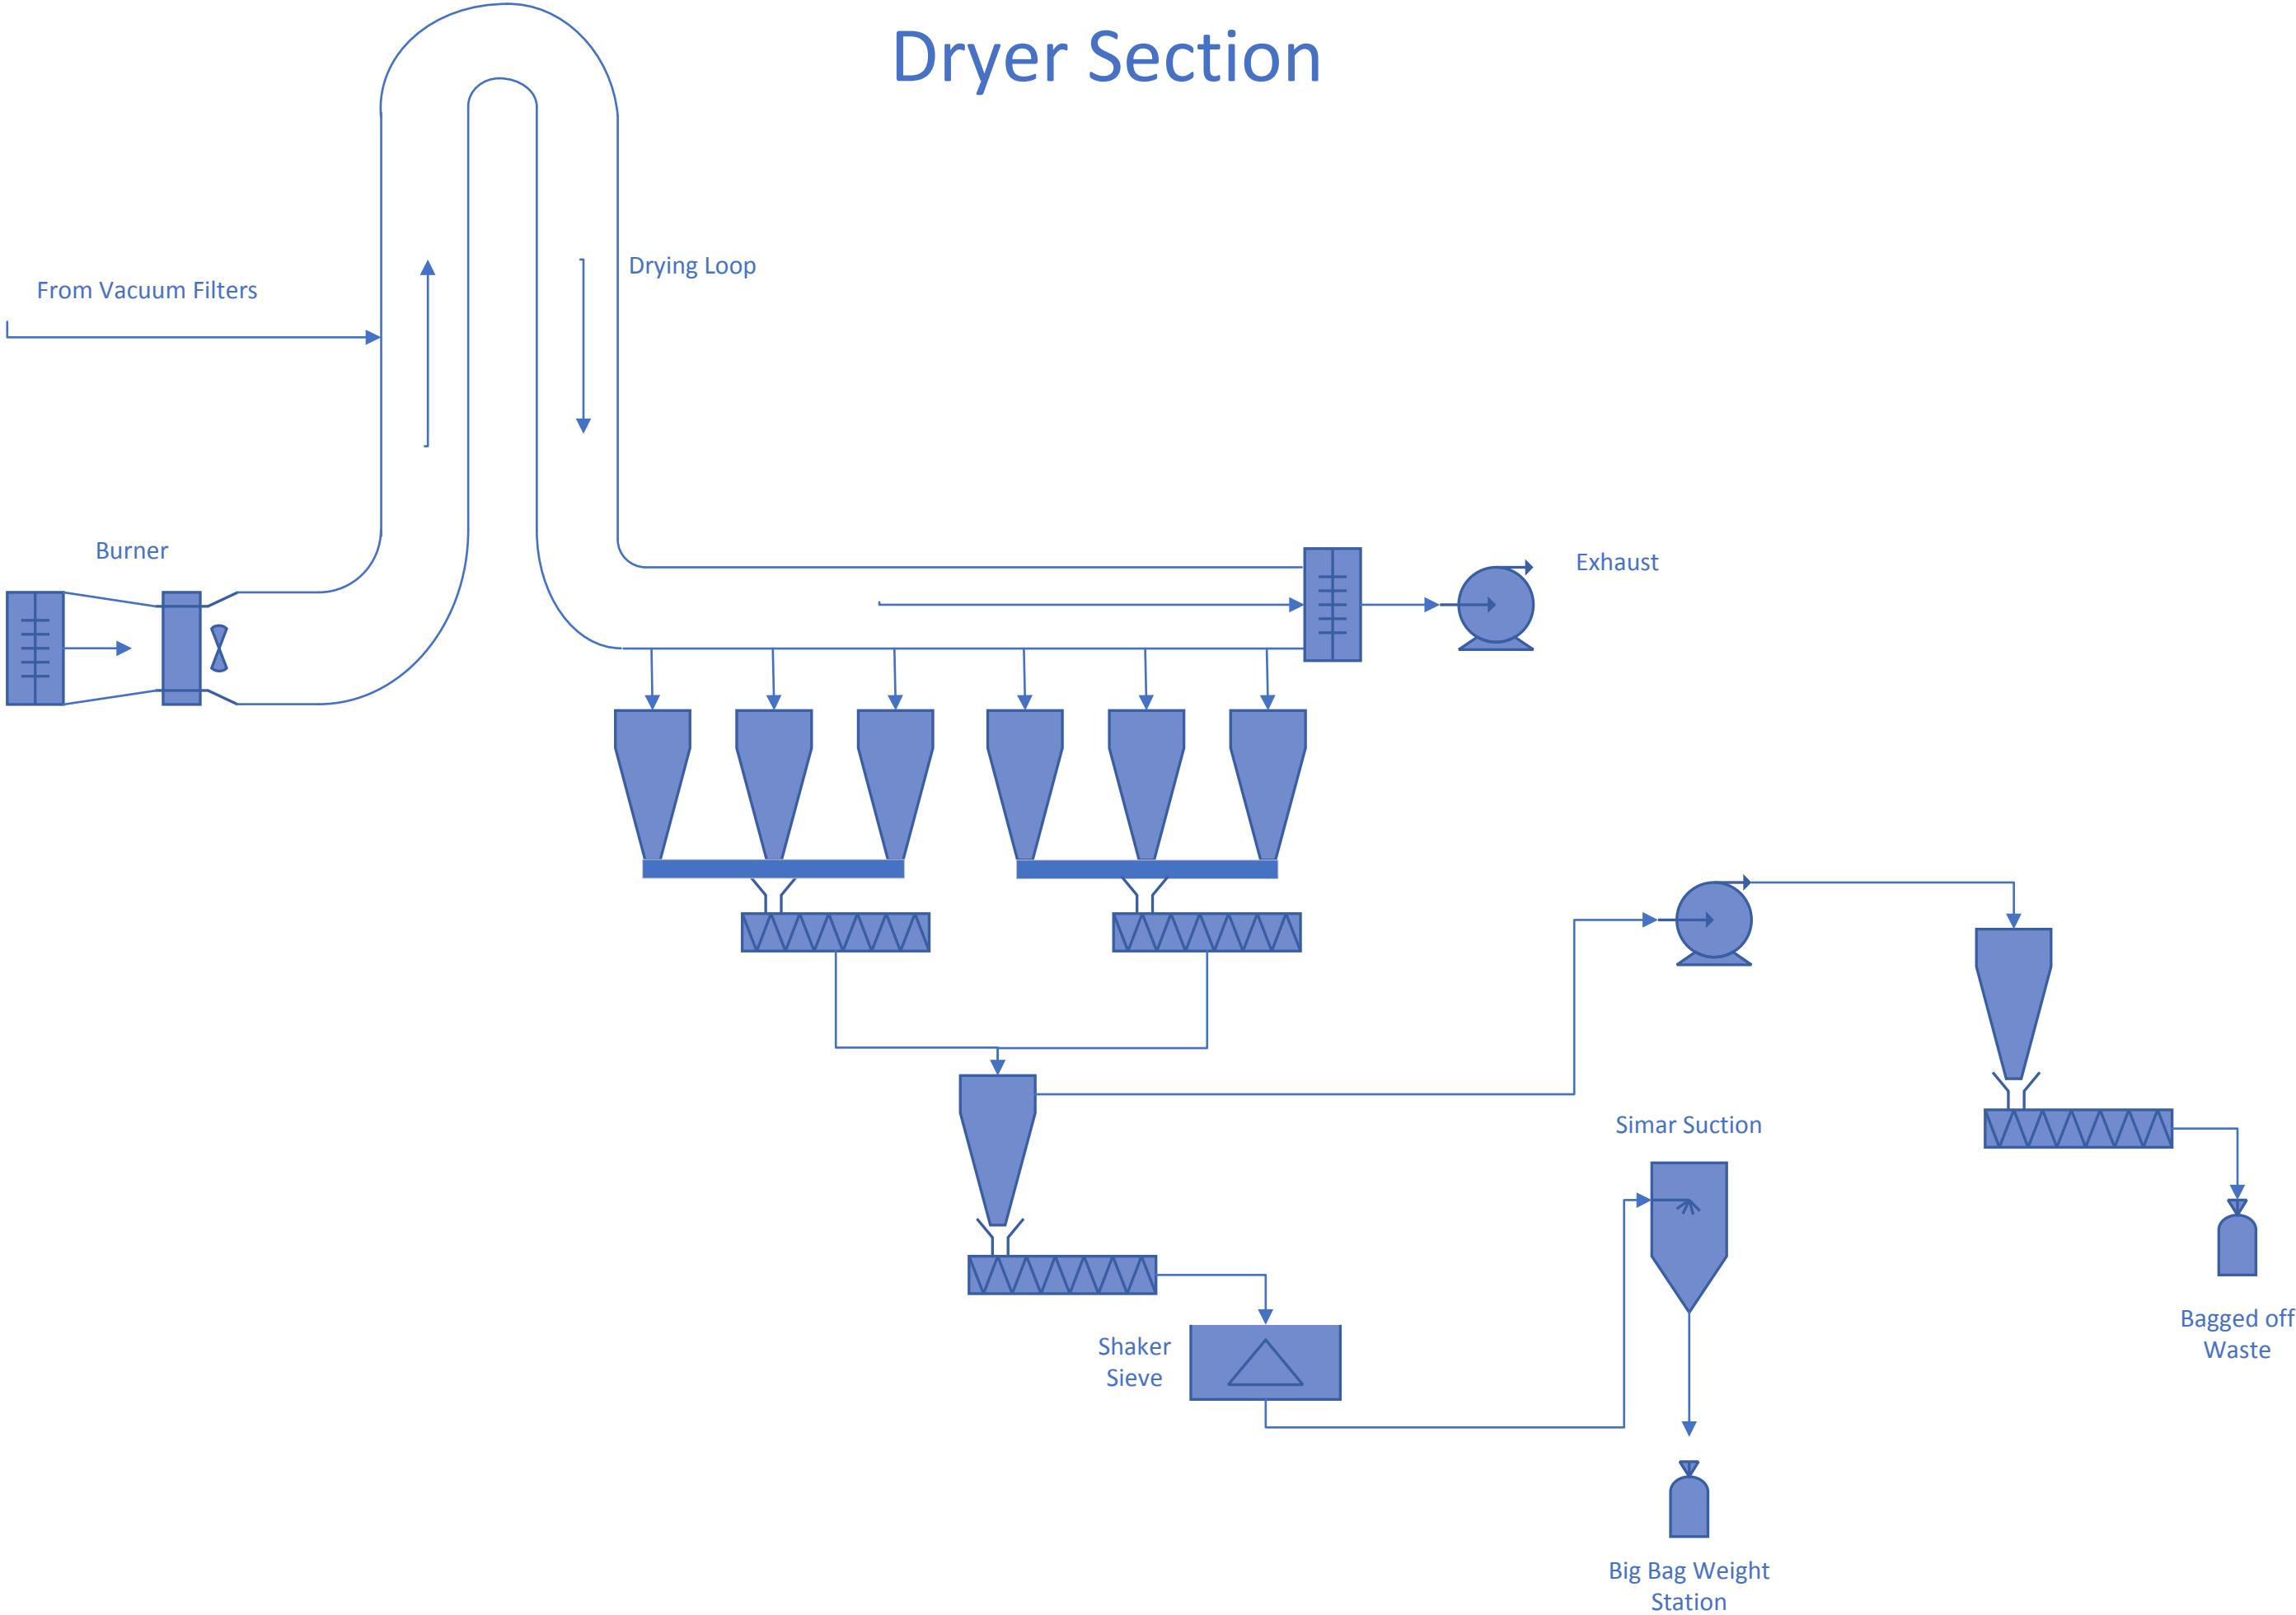 Dryer Section
Drying Loop
From Vacuum Filters
Burner
Exhaust
Simar Suction
Shaker
Sieve
Bagged off
Waste
Big Bag Weight
Station